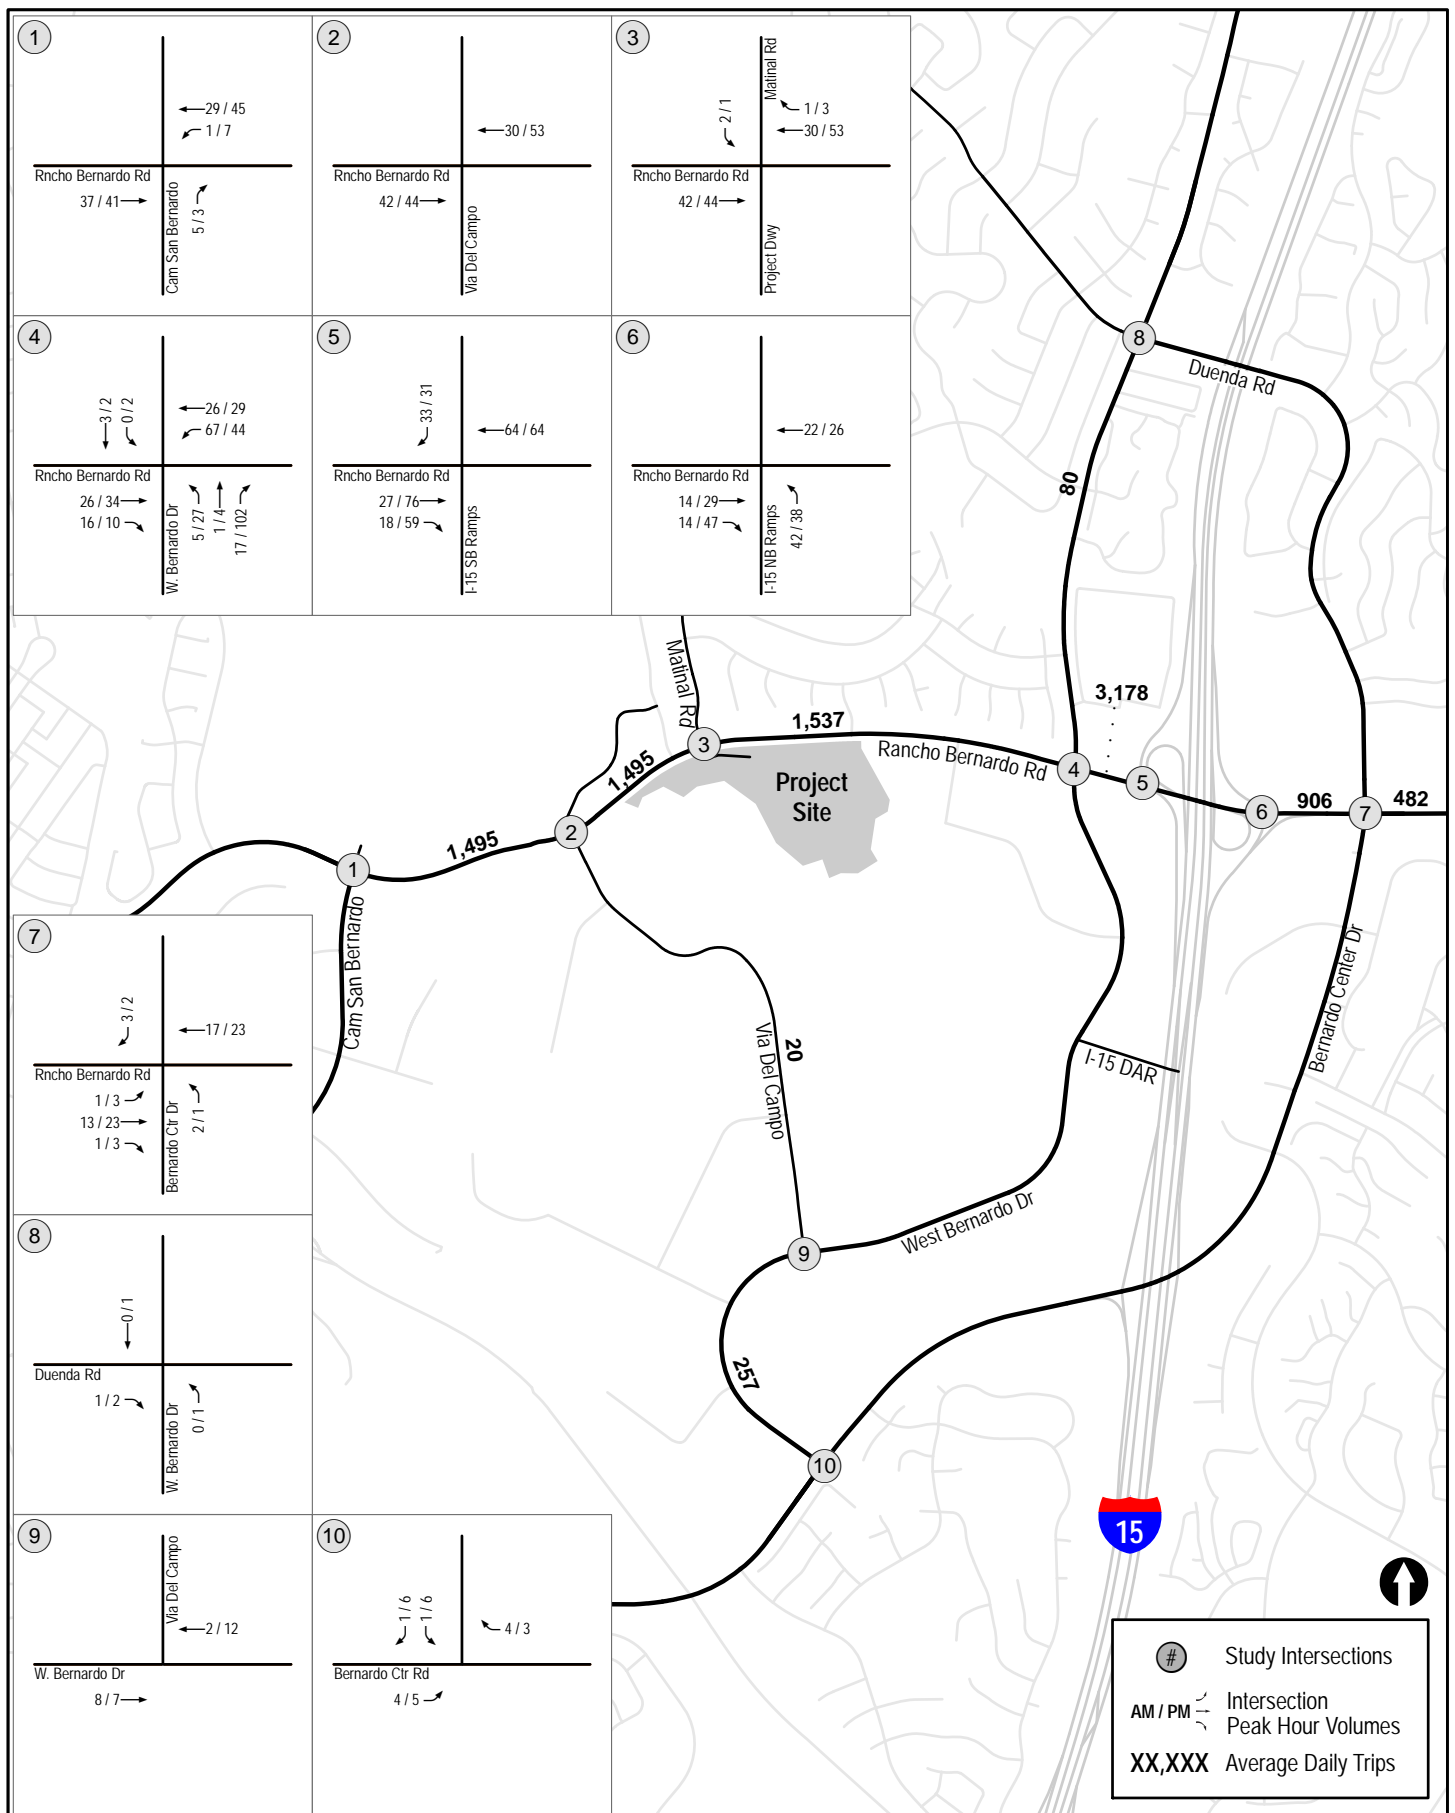 1
29 / 45
1 / 7
Rncho Bernardo Rd
37 / 41
Cam San Bernardo
5 / 3
2
30 / 53
Rncho Bernardo Rd
42 / 44
Via Del Campo
3
Matinal Rd
2 / 1
1 / 3
30 / 53
Rncho Bernardo Rd
42 / 44
Project Dwy
4
3 / 2
0 / 2
26 / 29
67 / 44
Rncho Bernardo Rd
26 / 34
16 / 10
W. Bernardo Dr
5 / 27
1 / 4
17 / 102
5
33 / 31
64 / 64
Rncho Bernardo Rd
27 / 76
18 / 59
I-15 SB Ramps
6
22 / 26
Rncho Bernardo Rd
14 / 29
14 / 47
I-15 NB Ramps
42 / 38
8
Duenda Rd
80
Matinal Rd
3,178
1,537
3
Rancho Bernardo Rd
4
5
6
906
7
482
1,495
Project
Site
2
1,495
1
Cam San Bernardo
Via Del Campo
20
I-15 DAR
Bernardo Center Dr
West Bernardo Dr
9
257
10
15
7
3 / 2
17 / 23
Rncho Bernardo Rd
1 / 3
13 / 23
1 / 3
Bernardo Ctr Dr
2 / 1
8
0 / 1
Duenda Rd
1 / 2
W. Bernardo Dr
0 / 1
9
Via Del Campo
2 / 12
W. Bernardo Dr
8 / 7
10
1 / 6
1 / 6
4 / 3
Bernardo Ctr Rd
4 / 5
# Study Intersections
AM / PM Intersection
Peak Hour Volumes
XX,XXX Average Daily Trips